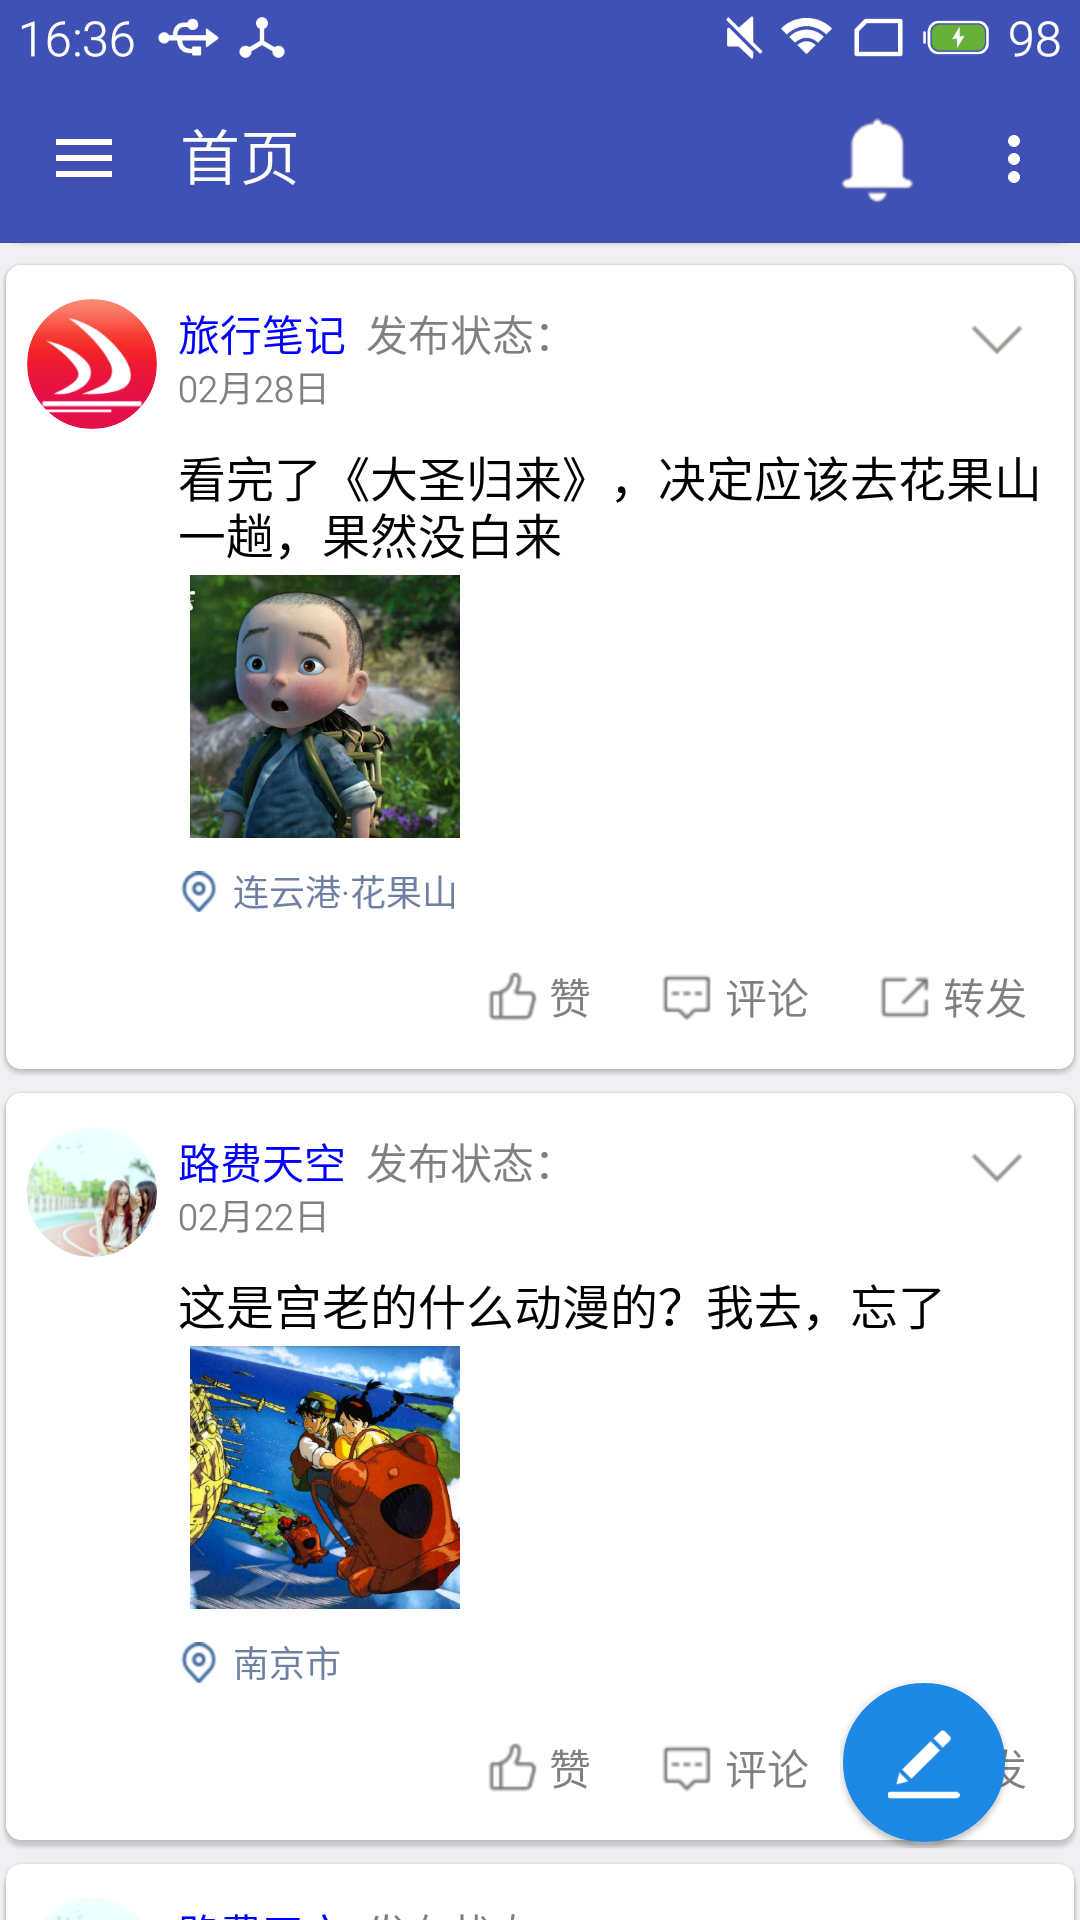 16:36
98
首页
旅行笔记 发布状态：
02月28日
看完了《大圣归来》，决定应该去花果山
一趟，果然没白来
连云港·花果山
赞 评论 转发
路费天空 发布状态：
02月22日
这是宫老的什么动漫的？我去，忘了
南京市
赞 评论 发